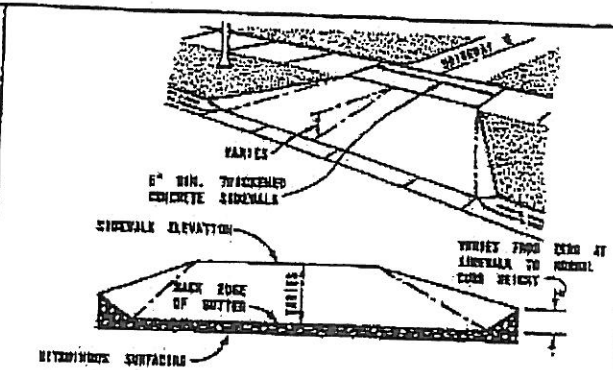 DRIVEWAY
VARIES
6" MIN. THICKENED
CONCRETE SIDEWALK
SIDEWALK ELEVATION
VARIES FROM ZERO AT
SIDEWALK TO NORMAL
CURB HEIGHT
BACK EDGE
OF GUTTER
VARIES
BITUMINOUS SURFACING